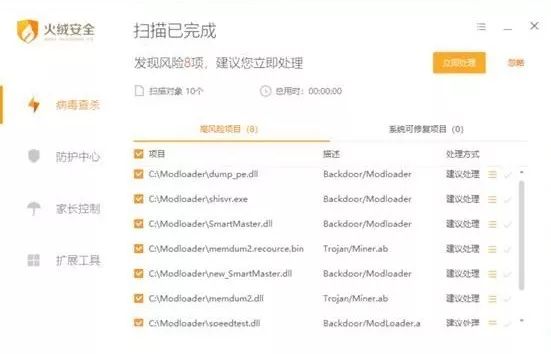 火绒安全
扫描已完成
发现风险8项，建议您立即处理
立即处理
忽略
扫描对象 10个
总用时：00:00:00
病毒查杀
防护中心
家长控制
扩展工具
高风险项目（8）
系统可修复项目（0）
项目 描述 处理方式
C:\Modloader\dump_pe.dll Backdoor/Modloader 建议处理
C:\Modloader\shisvr.exe Backdoor/Modloader 建议处理
C:\Modloader\SmartMaster.dll Backdoor/Modloader 建议处理
C:\Modloader\memdum2.recource.bin Trojan/Miner.ab 建议处理
C:\Modloader\new_SmartMaster.dll Backdoor/Modloader 建议处理
C:\Modloader\memdum2.dll Trojan/Miner.ab 建议处理
C:\Modloader\soeedtest.dll Backdoor/ModLoader.a 建议处理